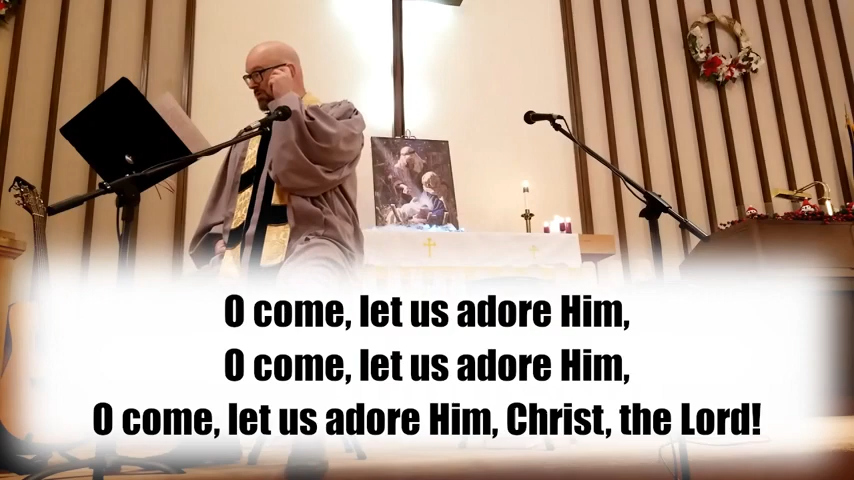 O come, let us adore Him,
O come, let us adore Him,
O come, let us adore Him, Christ, the Lord!